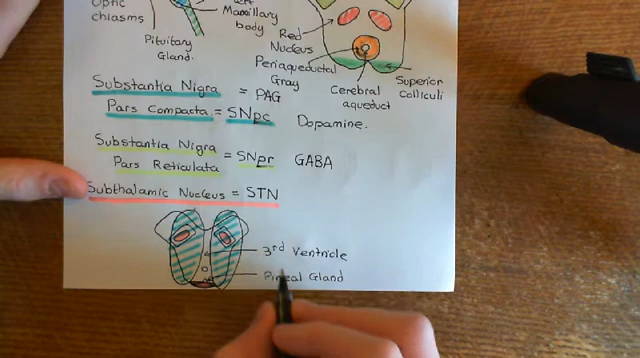 Optic
chiasms
Left
Mamillary
body
Pituitary
Gland.
Red
Nucleus
Periaqueductal
Gray
Cerebral
aqueduct
Superior
Colliculi
Substantia Nigra = PAG
Pars Compacta = SNpc
Dopamine.
Substantia Nigra
Pars Reticulata = SNpr GABA
Subthalamic Nucleus = STN
3rd Ventricle
Pineal Gland